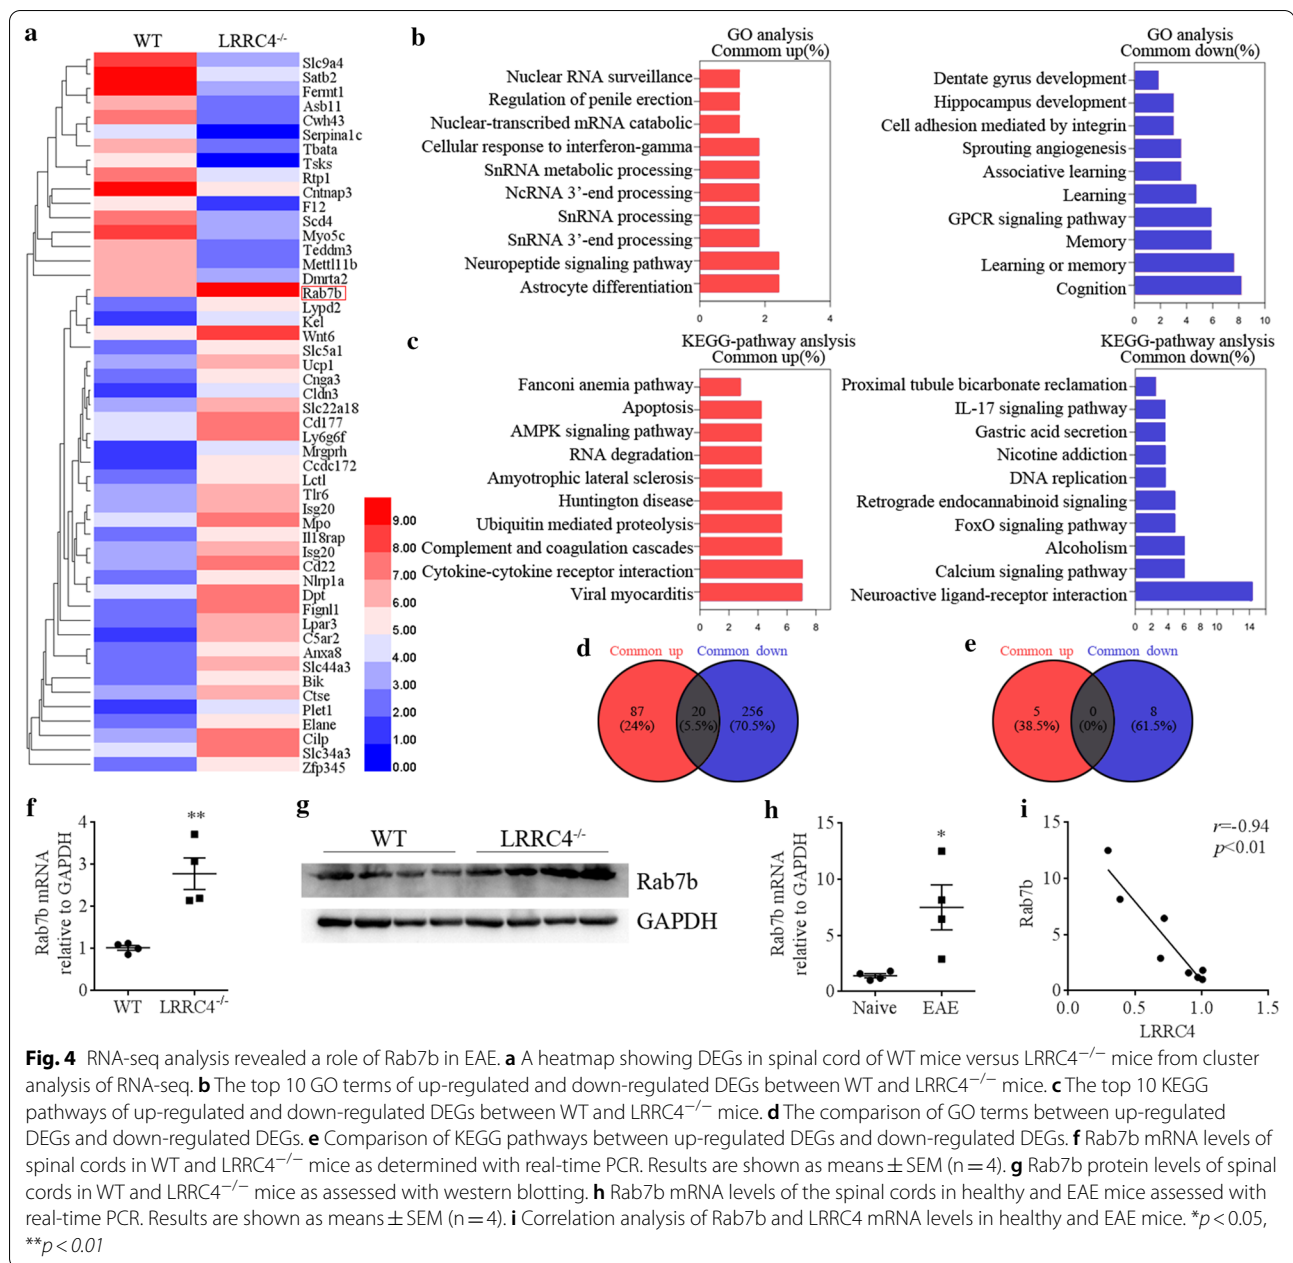 a
WT LRRC4-/-
Slc9a4
Satb2
Fermt1
Asb11
Cwh43
Serpina1c
Tbata
Tsks
Rtp1
Cntnap3
F12
Scd4
Myo5c
Teddm3
Mettl11b
Dmrta2
Rab7b
Lypd2
Kel
Wnt6
Slc5a1
Ucp1
Cnga3
Cldn3
Slc22a18
Cd177
Ly6g6f
Mrgprh
Ccdc172
Lctl
Tlr6
Isg20
Mpo
Il18rap
Isg20
Cd22
Nlrp1a
Dpt
Fignl1
Lpar3
C5ar2
Anxa8
Slc44a3
Bik
Ctse
Plet1
Elane
Cilp
Slc34a3
Zfp345
9.00
8.00
7.00
6.00
5.00
4.00
3.00
2.00
1.00
0.00
b
GO analysis
Commom up(%)
Nuclear RNA surveillance
Regulation of penile erection
Nuclear-transcribed mRNA catabolic
Cellular response to interferon-gamma
SnRNA metabolic processing
NcRNA 3’-end processing
SnRNA processing
SnRNA 3’-end processing
Neuropeptide signaling pathway
Astrocyte differentiation
0 2 4
GO analysis
Commom down(%)
Dentate gyrus development
Hippocampus development
Cell adhesion mediated by integrin
Sprouting angiogenesis
Associative learning
Learning
GPCR signaling pathway
Memory
Learning or memory
Cognition
0 2 4 6 8 10
c
KEGG-pathway anslysis
Common up(%)
Fanconi anemia pathway
Apoptosis
AMPK signaling pathway
RNA degradation
Amyotrophic lateral sclerosis
Huntington disease
Ubiquitin mediated proteolysis
Complement and coagulation cascades
Cytokine-cytokine receptor interaction
Viral myocarditis
0 2 4 6 8
KEGG-pathway anslysis
Common down(%)
Proximal tubule bicarbonate reclamation
IL-17 signaling pathway
Gastric acid secretion
Nicotine addiction
DNA replication
Retrograde endocannabinoid signaling
FoxO signaling pathway
Alcoholism
Calcium signaling pathway
Neuroactive ligand-receptor interaction
0 2 4 6 8 10 14
d
Common up Common down
87 20 256
(24%) (5.5%) (70.5%)
e
Common up Common down
5 0 8
(38.5%) (0%) (61.5%)
f
Rab7b mRNA
relative to GAPDH
4
3
2
1
0
**
WT LRRC4-/-
g
WT LRRC4-/-
Rab7b
GAPDH
h
Rab7b mRNA
relative to GAPDH
15
10
5
0
*
Naive EAE
i
Rab7b
15
10
5
0
r=-0.94
p<0.01
0.0 0.5 1.0 1.5
LRRC4
Fig. 4 RNA-seq analysis revealed a role of Rab7b in EAE. a A heatmap showing DEGs in spinal cord of WT mice versus LRRC4−/− mice from cluster
analysis of RNA-seq. b The top 10 GO terms of up-regulated and down-regulated DEGs between WT and LRRC4−/− mice. c The top 10 KEGG
pathways of up-regulated and down-regulated DEGs between WT and LRRC4−/− mice. d The comparison of GO terms between up-regulated
DEGs and down-regulated DEGs. e Comparison of KEGG pathways between up-regulated DEGs and down-regulated DEGs. f Rab7b mRNA levels of
spinal cords in WT and LRRC4−/− mice as determined with real-time PCR. Results are shown as means ± SEM (n = 4). g Rab7b protein levels of spinal
cords in WT and LRRC4−/− mice as assessed with western blotting. h Rab7b mRNA levels of the spinal cords in healthy and EAE mice assessed with
real-time PCR. Results are shown as means ± SEM (n = 4). i Correlation analysis of Rab7b and LRRC4 mRNA levels in healthy and EAE mice. *p < 0.05,
**p < 0.01